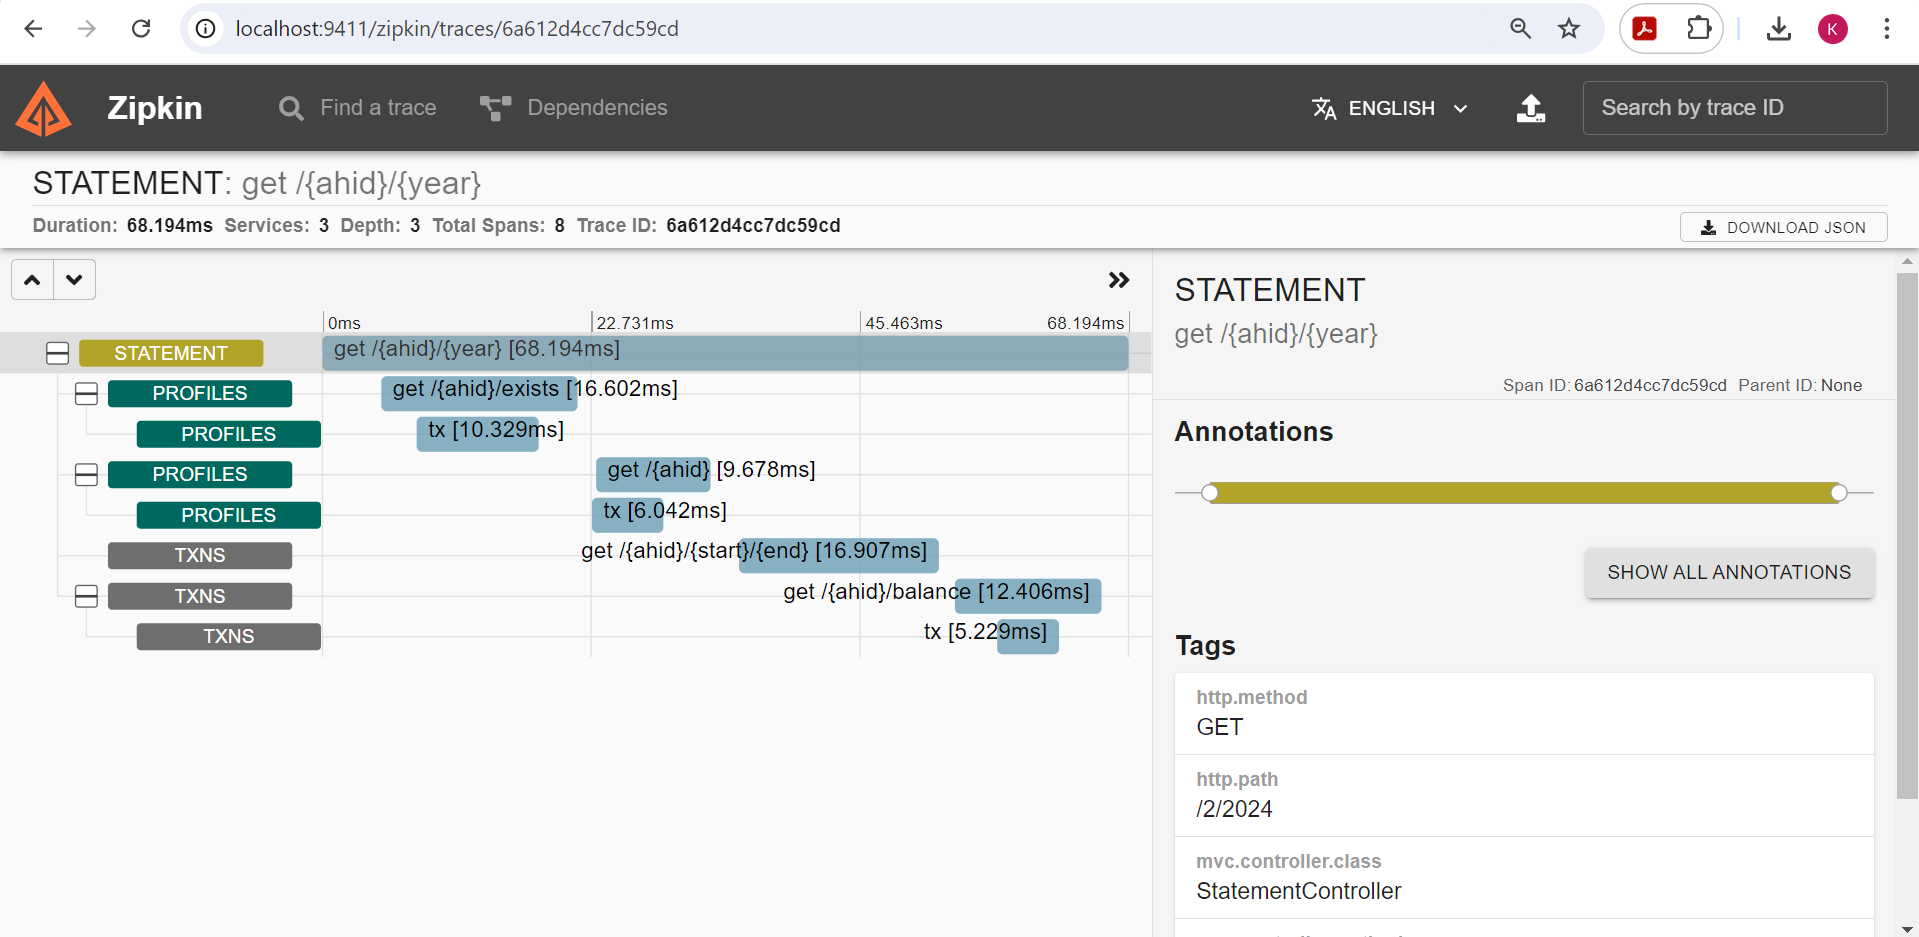 localhost:9411/zipkin/traces/6a612d4cc7dc59cd
K
Zipkin
Find a trace
Dependencies
ENGLISH
Search by trace ID
STATEMENT: get /{ahid}/{year}
Duration: 68.194ms Services: 3 Depth: 3 Total Spans: 8 Trace ID: 6a612d4cc7dc59cd
DOWNLOAD JSON
0ms 22.731ms 45.463ms 68.194ms
STATEMENT get /{ahid}/{year} [68.194ms]
PROFILES get /{ahid}/exists [16.602ms]
PROFILES tx [10.329ms]
PROFILES get /{ahid} [9.678ms]
PROFILES tx [6.042ms]
TXNS get /{ahid}/{start}/{end} [16.907ms]
TXNS get /{ahid}/balance [12.406ms]
TXNS tx [5.229ms]
STATEMENT
get /{ahid}/{year}
Span ID: 6a612d4cc7dc59cd Parent ID: None
Annotations
SHOW ALL ANNOTATIONS
Tags
http.method
GET
http.path
/2/2024
mvc.controller.class
StatementController